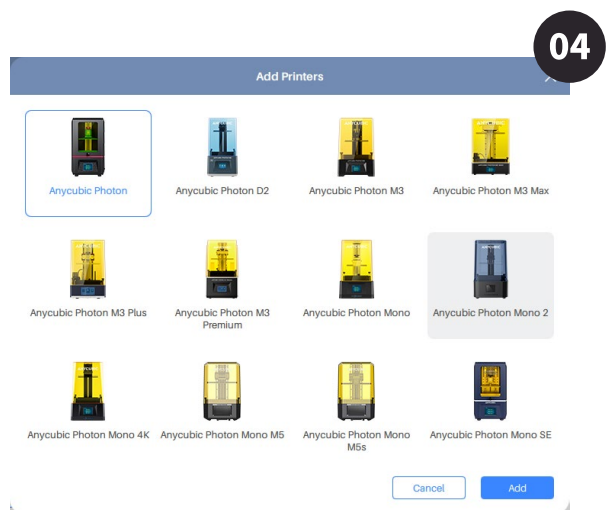 04
Add Printers
Anycubic Photon
Anycubic Photon D2
Anycubic Photon M3
Anycubic Photon M3 Max
Anycubic Photon M3 Plus
Anycubic Photon M3
Premium
Anycubic Photon Mono
Anycubic Photon Mono 2
Anycubic Photon Mono 4K
Anycubic Photon Mono M5
Anycubic Photon Mono
M5s
Anycubic Photon Mono SE
Cancel
Add